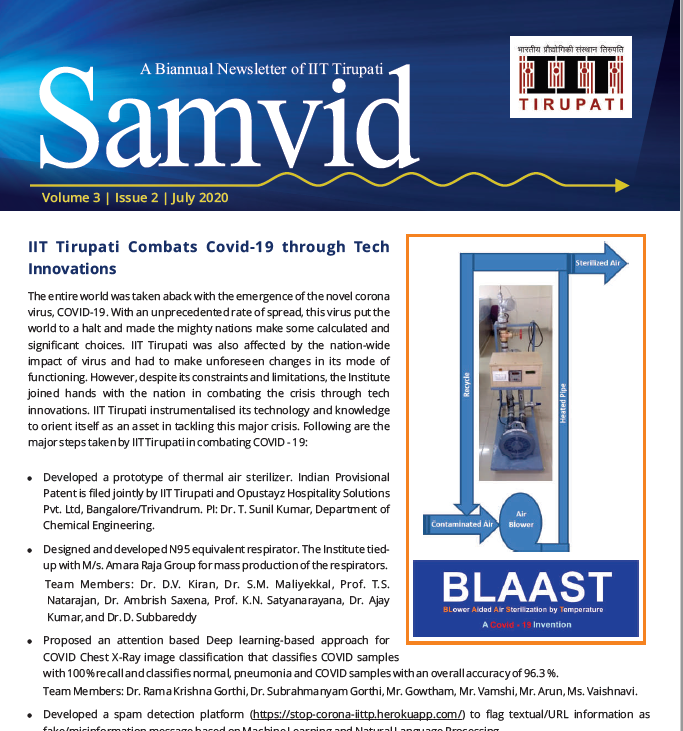 A Biannual Newsletter of IIT Tirupati
Samvid
भारतीय प्रौद्योगिकी संस्थान तिरुपति
IIT
TIRUPATI
Volume 3 | Issue 2 | July 2020
IIT Tirupati Combats Covid-19 through Tech
Innovations
The entire world was taken aback with the emergence of the novel corona
virus, COVID-19. With an unprecedented rate of spread, this virus put the
world to a halt and made the mighty nations make some calculated and
significant choices. IIT Tirupati was also affected by the nation-wide
impact of virus and had to make unforeseen changes in its mode of
functioning. However, despite its constraints and limitations, the Institute
joined hands with the nation in combating the crisis through tech
innovations. IIT Tirupati instrumentalised its technology and knowledge
to orient itself as an asset in tackling this major crisis. Following are the
major steps taken by IIT Tirupati in combating COVID - 19:
• Developed a prototype of thermal air sterilizer. Indian Provisional
Patent is filed jointly by IIT Tirupati and Opustayz Hospitality Solutions
Pvt. Ltd, Bangalore/Trivandrum. PI: Dr. T. Sunil Kumar, Department of
Chemical Engineering.
• Designed and developed N95 equivalent respirator. The Institute tied-
up with M/s. Amara Raja Group for mass production of the respirators.
Team Members: Dr. D.V. Kiran, Dr. S.M. Maliyekkal, Prof. T.S.
Natarajan, Dr. Ambrish Saxena, Prof. K.N. Satyanarayana, Dr. Ajay
Kumar, and Dr. D. Subbareddy
• Proposed an attention based Deep learning-based approach for
COVID Chest X-Ray image classification that classifies COVID samples
with 100% recall and classifies normal, pneumonia and COVID samples with an overall accuracy of 96.3 %.
Team Members: Dr. Rama Krishna Gorthi, Dr. Subrahmanyam Gorthi, Mr. Gowtham, Mr. Vamshi, Mr. Arun, Ms. Vaishnavi.
• Developed a spam detection platform (https://stop-corona-iittp.herokuapp.com/) to flag textual/URL information as
fake/misinformation message based on Machine Learning and Natural Language Processing.
Sterilized Air
Recycle
Heated Pipe
Contaminated Air
Air
Blower
BLAAST
BLower Aided Air Sterilization by Temperature
A Covid - 19 Invention